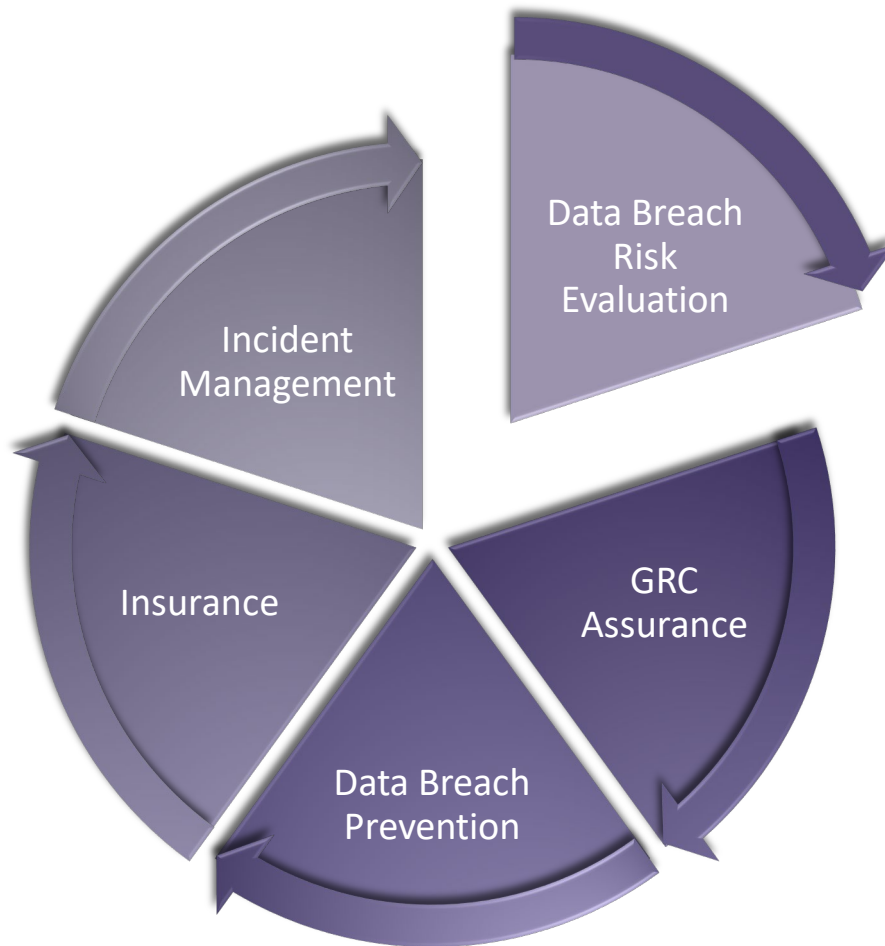 Data Breach
Risk
Evaluation
GRC
Assurance
Data Breach
Prevention
Insurance
Incident
Management